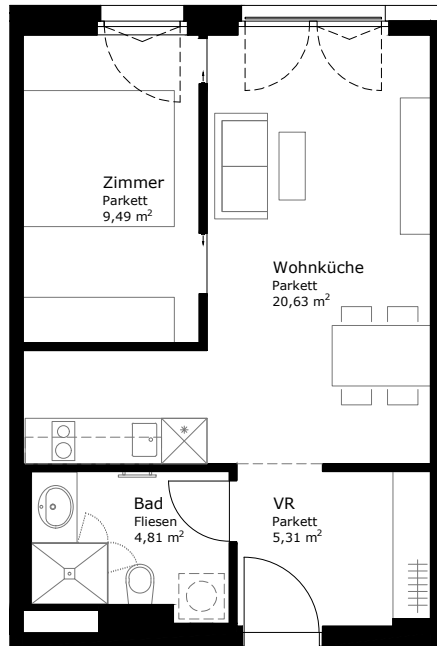 Zimmer
Parkett
9,49 m²
Wohnküche
Parkett
20,63 m²
Bad
Fliesen
4,81 m²
VR
Parkett
5,31 m²